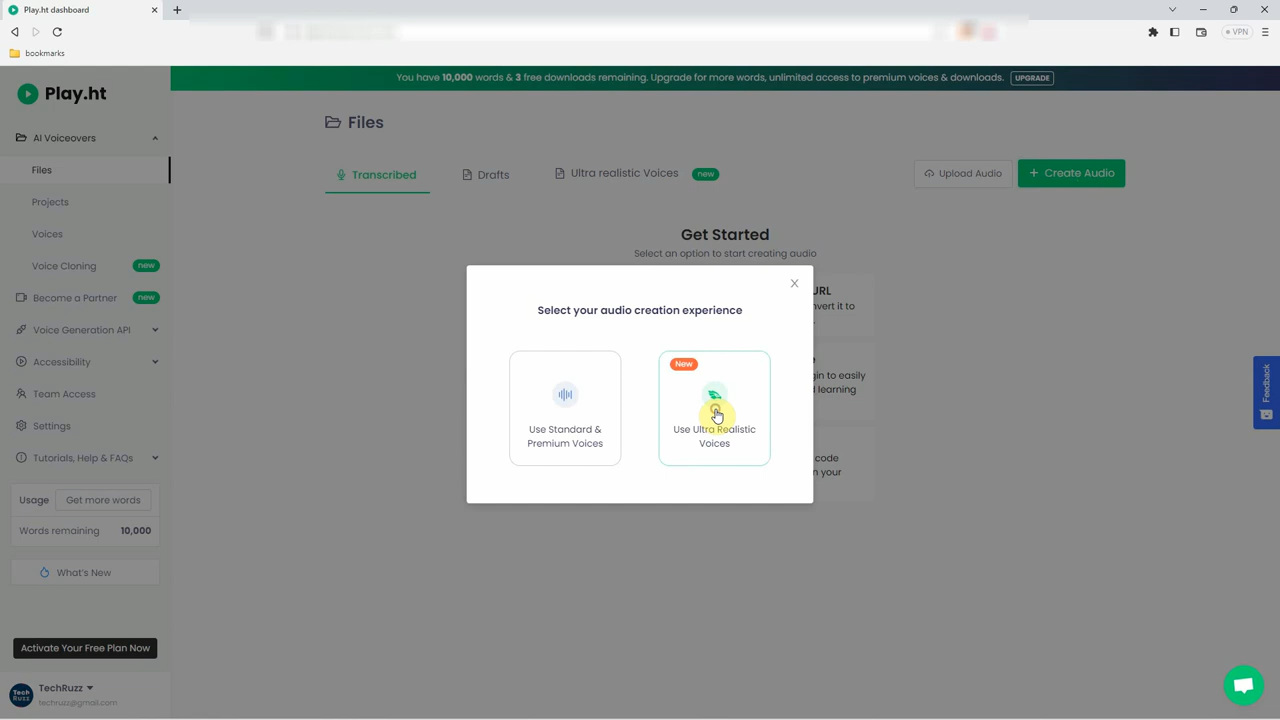 Play.ht dashboard
VPN
bookmarks
Play.ht
You have 10,000 words & 3 free downloads remaining. Upgrade for more words, unlimited access to premium voices & downloads.
UPGRADE
AI Voiceovers
Files
Projects
Voices
Voice Cloning new
Become a Partner new
Voice Generation API
Accessibility
Team Access
Settings
Tutorials, Help & FAQs
Usage Get more words
Words remaining 10,000
What's New
Activate Your Free Plan Now
Tech
Ruzz
TechRuzz
techruzz@gmail.com
Files
Transcribed
Drafts
Ultra realistic Voices new
Upload Audio
+ Create Audio
Get Started
Select an option to start creating audio
URL
nvert it to
gin to easily
d learning
code
n your
Select your audio creation experience
Use Standard &
Premium Voices
New
Use Ultra Realistic
Voices
Feedback